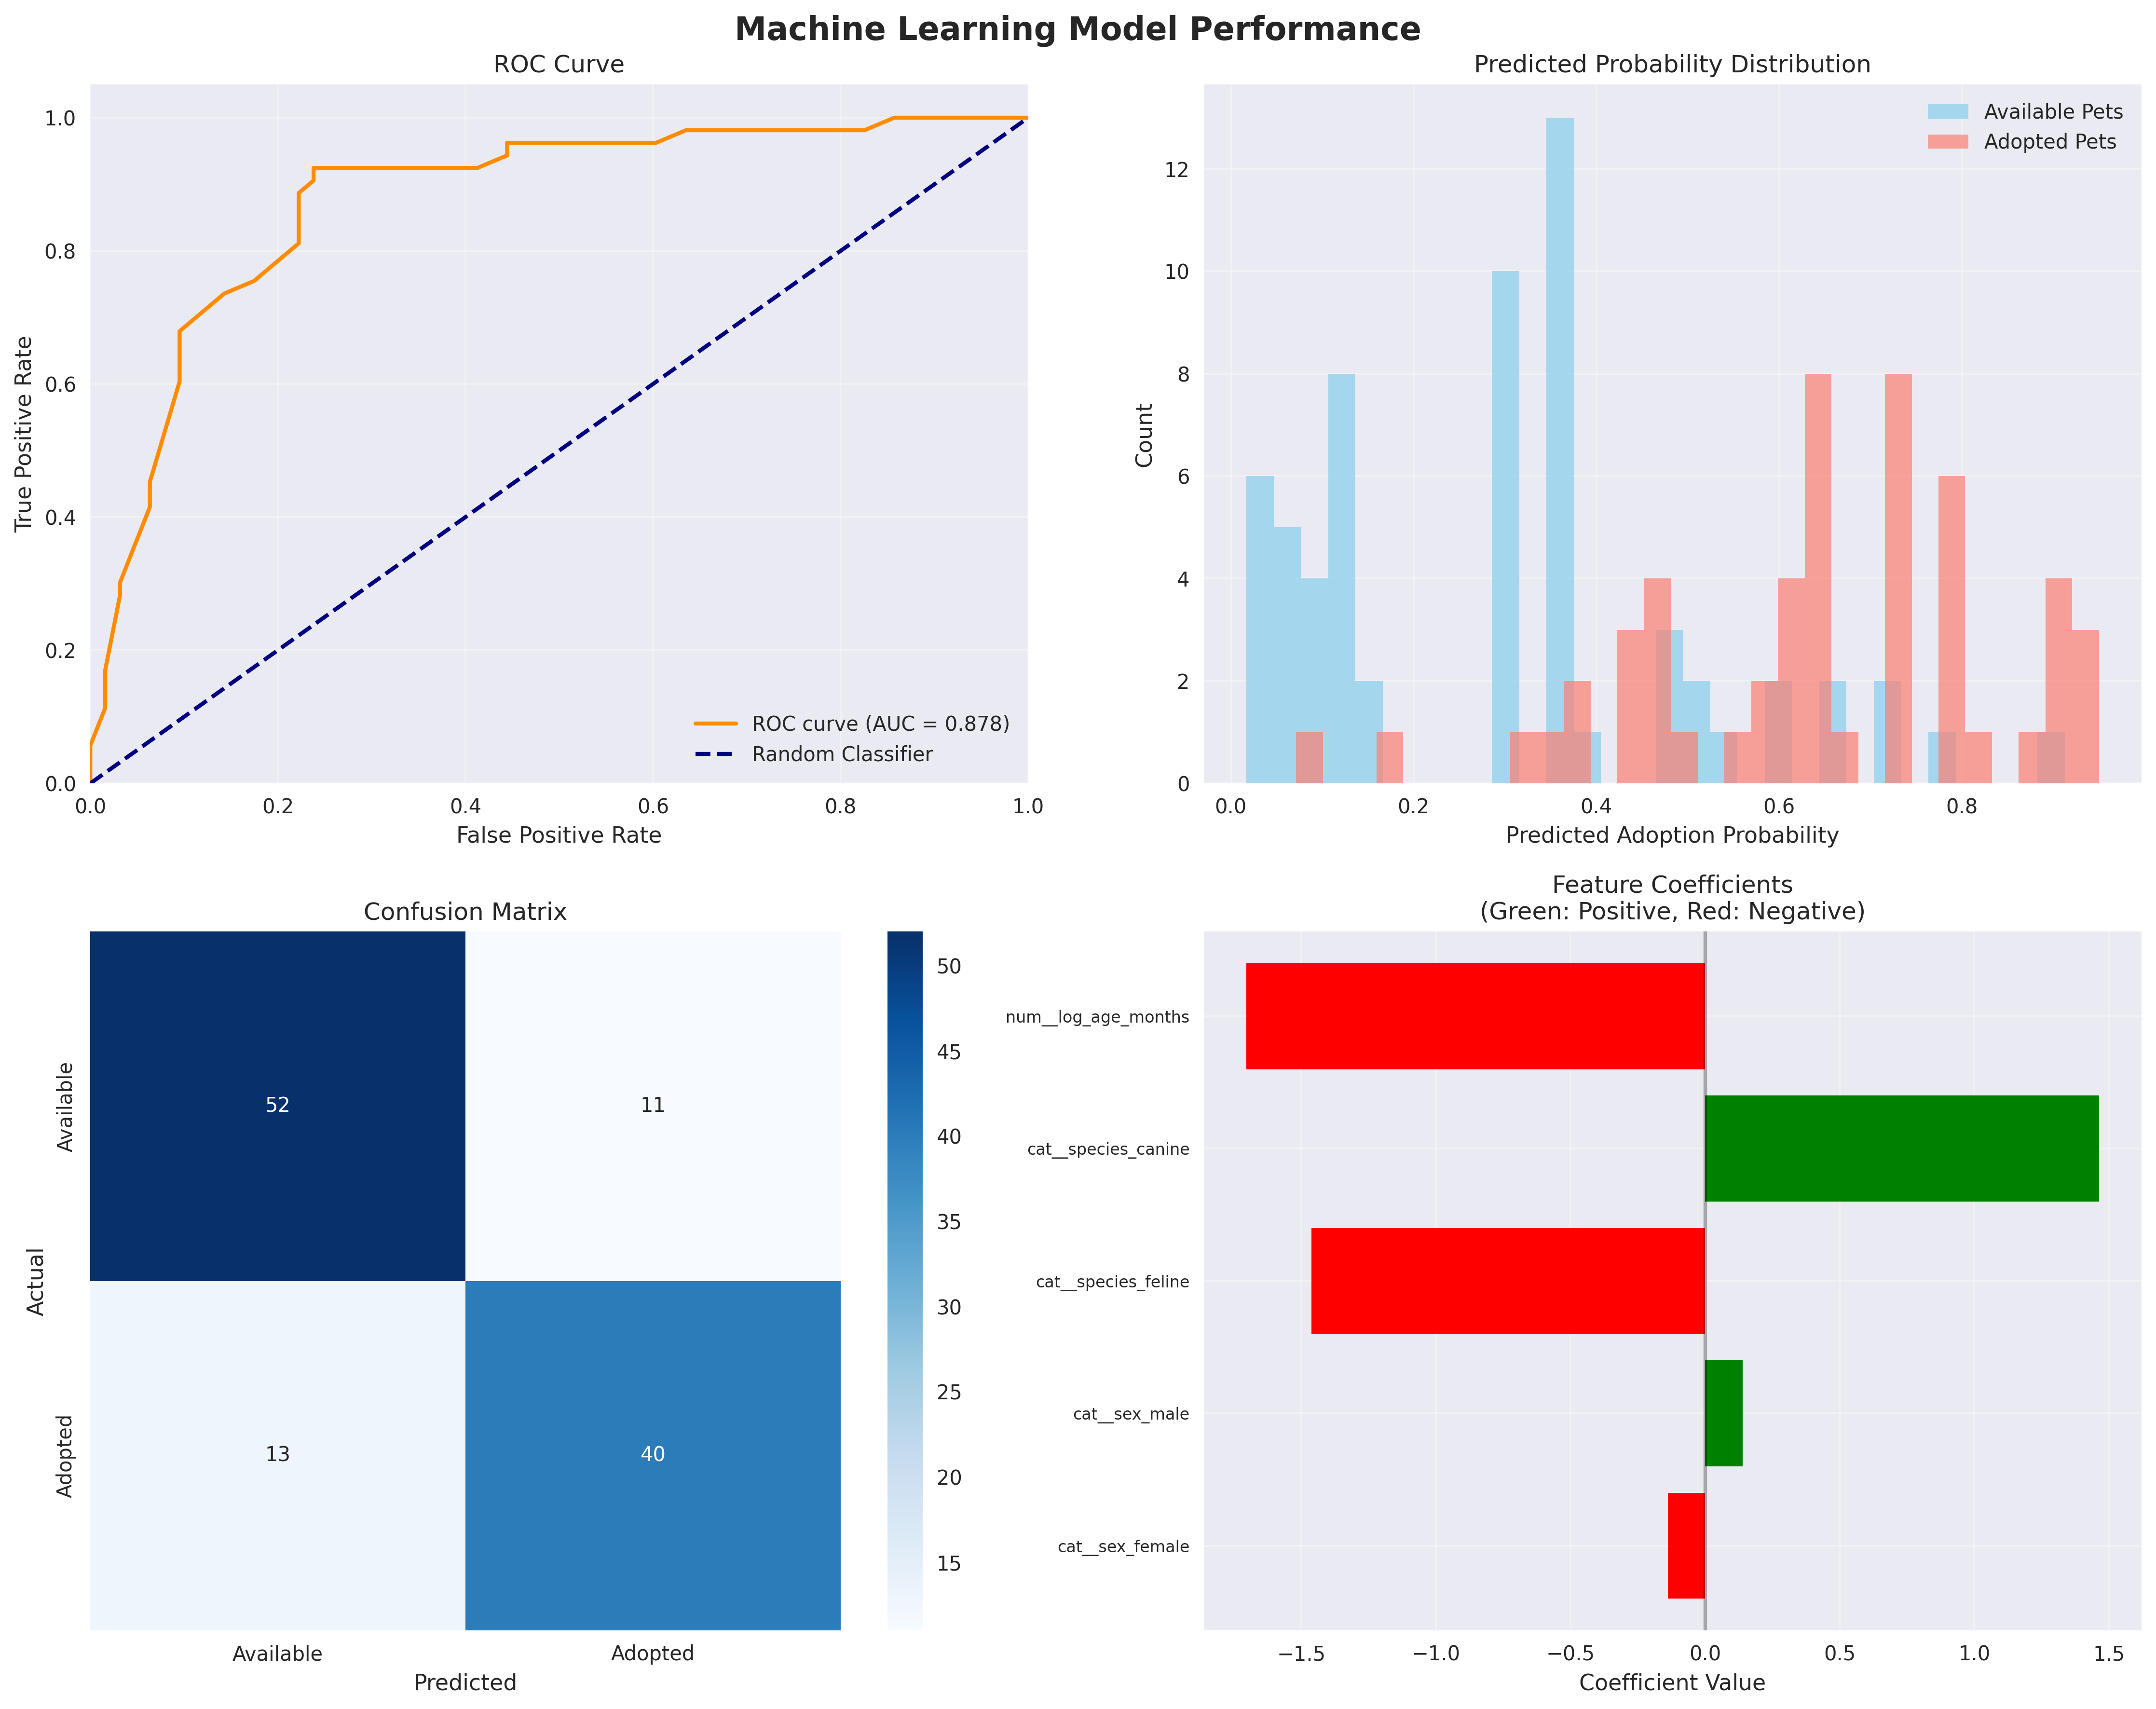 Machine Learning Model Performance
ROC Curve
1.0
0.8
0.6
0.4
0.2
0.0
True Positive Rate
0.0 0.2 0.4 0.6 0.8 1.0
False Positive Rate
ROC curve (AUC = 0.878)
Random Classifier
Predicted Probability Distribution
Available Pets
Adopted Pets
12
10
8
6
4
2
0
Count
0.0 0.2 0.4 0.6 0.8
Predicted Adoption Probability
Confusion Matrix
Actual
Available
Adopted
52 11
13 40
Available Adopted
Predicted
50
45
40
35
30
25
20
15
Feature Coefficients
(Green: Positive, Red: Negative)
num__log_age_months
cat__species_canine
cat__species_feline
cat__sex_male
cat__sex_female
−1.5 −1.0 −0.5 0.0 0.5 1.0 1.5
Coefficient Value